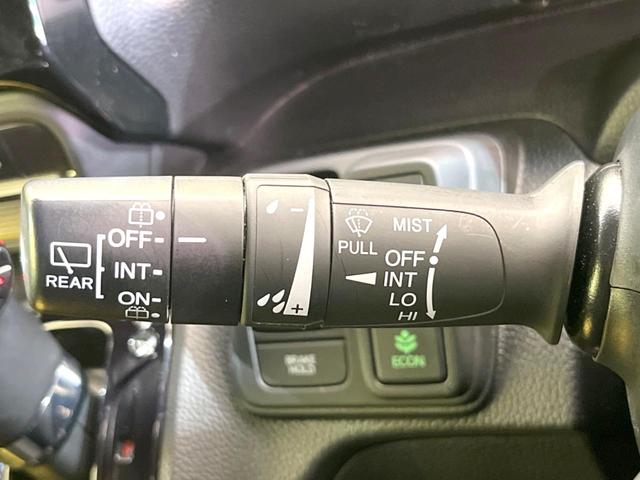 REAR
OFF
INT
ON
- 
+
PULL
MIST
OFF
INT
LO
HI
BRAKE
HOLD
ECON